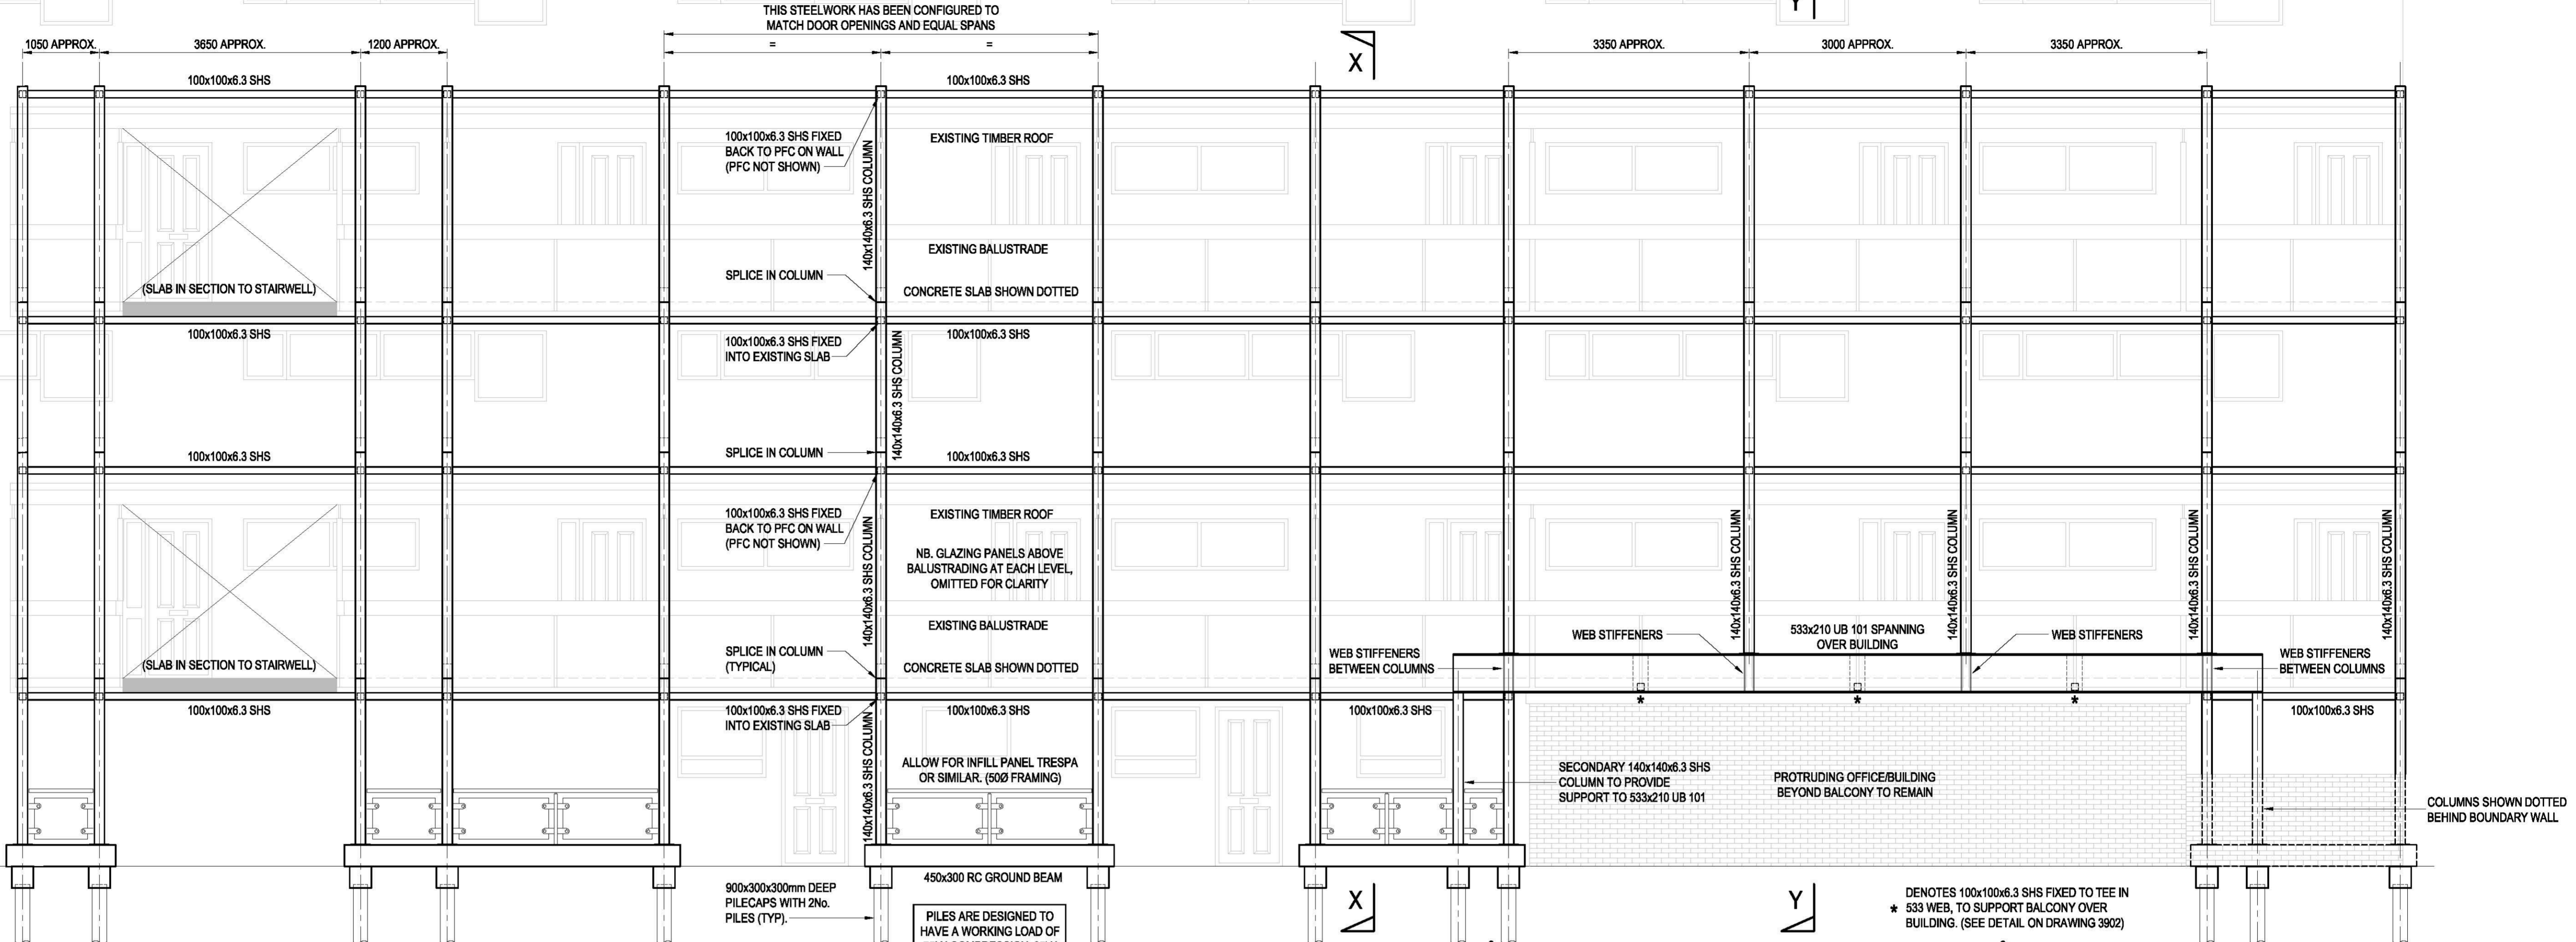 THIS STEELWORK HAS BEEN CONFIGURED TO
MATCH DOOR OPENINGS AND EQUAL SPANS
Y
1050 APPROX.
3650 APPROX.
1200 APPROX.
=
=
X
3350 APPROX.
3000 APPROX.
3350 APPROX.
100x100x6.3 SHS
100x100x6.3 SHS
100x100x6.3 SHS FIXED
BACK TO PFC ON WALL
(PFC NOT SHOWN)
140x140x6.3 SHS COLUMN
EXISTING TIMBER ROOF
EXISTING BALUSTRADE
SPLICE IN COLUMN
CONCRETE SLAB SHOWN DOTTED
(SLAB IN SECTION TO STAIRWELL)
100x100x6.3 SHS
100x100x6.3 SHS FIXED
INTO EXISTING SLAB
100x100x6.3 SHS
140x140x6.3 SHS COLUMN
SPLICE IN COLUMN
100x100x6.3 SHS
100x100x6.3 SHS
100x100x6.3 SHS FIXED
BACK TO PFC ON WALL
(PFC NOT SHOWN)
140x140x6.3 SHS COLUMN
EXISTING TIMBER ROOF
NB. GLAZING PANELS ABOVE
BALUSTRADING AT EACH LEVEL,
OMITTED FOR CLARITY
EXISTING BALUSTRADE
140x140x6.3 SHS COLUMN
140x140x6.3 SHS COLUMN
140x140x6.3 SHS COLUMN
140x140x6.3 SHS COLUMN
SPLICE IN COLUMN
(TYPICAL)
CONCRETE SLAB SHOWN DOTTED
(SLAB IN SECTION TO STAIRWELL)
WEB STIFFENERS
BETWEEN COLUMNS
WEB STIFFENERS
533x210 UB 101 SPANNING
OVER BUILDING
WEB STIFFENERS
WEB STIFFENERS
BETWEEN COLUMNS
100x100x6.3 SHS
100x100x6.3 SHS FIXED
INTO EXISTING SLAB
100x100x6.3 SHS
100x100x6.3 SHS
* * *
100x100x6.3 SHS
140x140x6.3 SHS COLUMN
ALLOW FOR INFILL PANEL TRESPA
OR SIMILAR. (50Ø FRAMING)
SECONDARY 140x140x6.3 SHS
COLUMN TO PROVIDE
SUPPORT TO 533x210 UB 101
PROTRUDING OFFICE/BUILDING
BEYOND BALCONY TO REMAIN
COLUMNS SHOWN DOTTED
BEHIND BOUNDARY WALL
900x300x300mm DEEP
PILECAPS WITH 2No.
PILES (TYP).
450x300 RC GROUND BEAM
PILES ARE DESIGNED TO
HAVE A WORKING LOAD OF
X
Y
DENOTES 100x100x6.3 SHS FIXED TO TEE IN
* 533 WEB, TO SUPPORT BALCONY OVER
BUILDING. (SEE DETAIL ON DRAWING 3902)